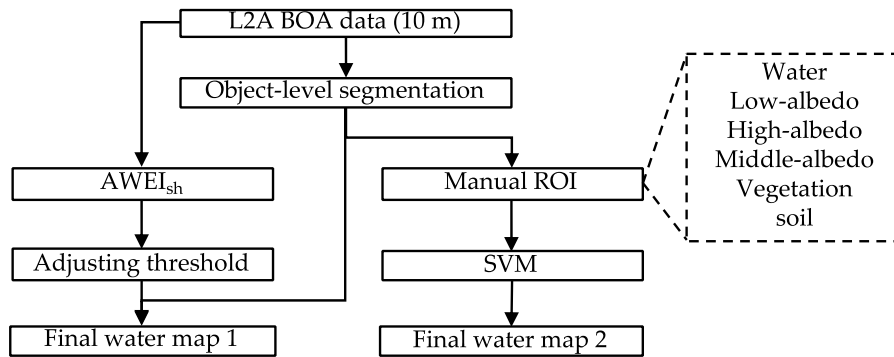 L2A BOA data (10 m)
Object-level segmentation
AWEIsh
Adjusting threshold
Final water map 1
Manual ROI
SVM
Final water map 2
Water
Low-albedo
High-albedo
Middle-albedo
Vegetation
soil